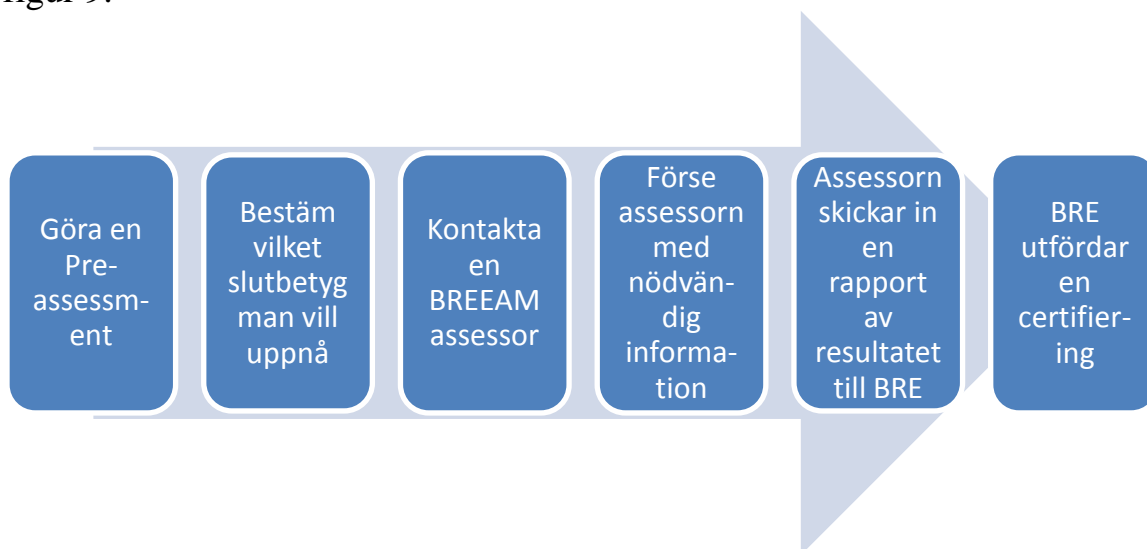 figur 9.
Göra en
Pre-
assessm-
ent
Bestäm
vilket
slutbetyg
man vill
uppnå
Kontakta
en
BREEAM
assessor
Förse
assessorn
med
nödvän-
dig
informa-
tion
Assessorn
skickar in
en
rapport
av
resultatet
till BRE
BRE
utfördar
en
certifier-
ing